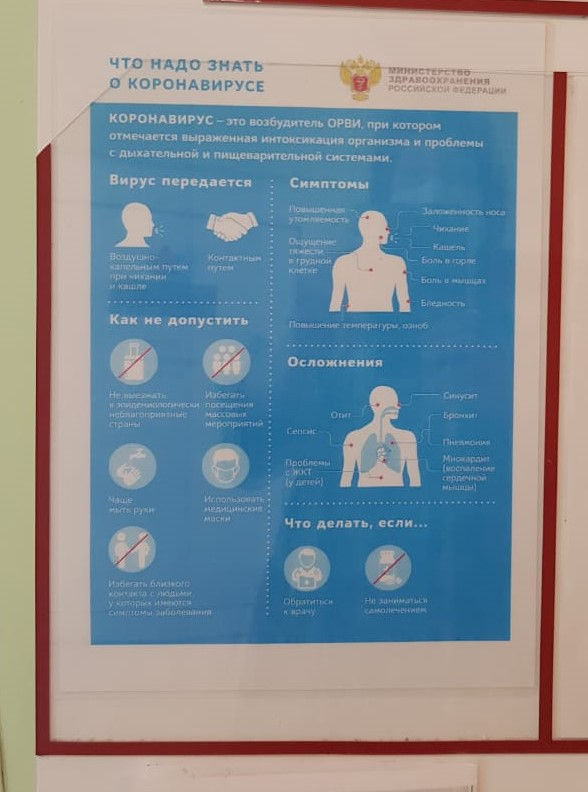 ЧТО НАДО ЗНАТЬ
О КОРОНАВИРУСЕ
МИНИСТЕРСТВО
ЗДРАВООХРАНЕНИЯ
РОССИЙСКОЙ ФЕДЕРАЦИИ
КОРОНАВИРУС – это возбудитель ОРВИ, при котором
отмечается выраженная интоксикация организма и проблемы
с дыхательной и пищеварительной системами.
Вирус передается
Воздушно-
капельным путем
при чихании
и кашле
Контактным
путем
Как не допустить
Не выезжать
в эпидемиологически
неблагоприятные
страны
Избегать
посещения
массовых
мероприятий
Чаще
мыть руки
Использовать
медицинские
маски
Избегать близкого
контакта с людьми,
у которых имеются
симптомы заболевания
Симптомы
Повышенная
утомляемость
Ощущение
тяжести
в грудной
клетке
Заложенность носа
Чихание
Кашель
Боль в горле
Боль в мышцах
Бледность
Повышение температуры, озноб
Осложнения
Отит
Сепсис
Проблемы
с ЖКТ
(у детей)
Синусит
Бронхит
Пневмония
Миокардит
(воспаление
сердечной
мышцы)
Что делать, если...
Обратиться
к врачу
Не заниматься
самолечением